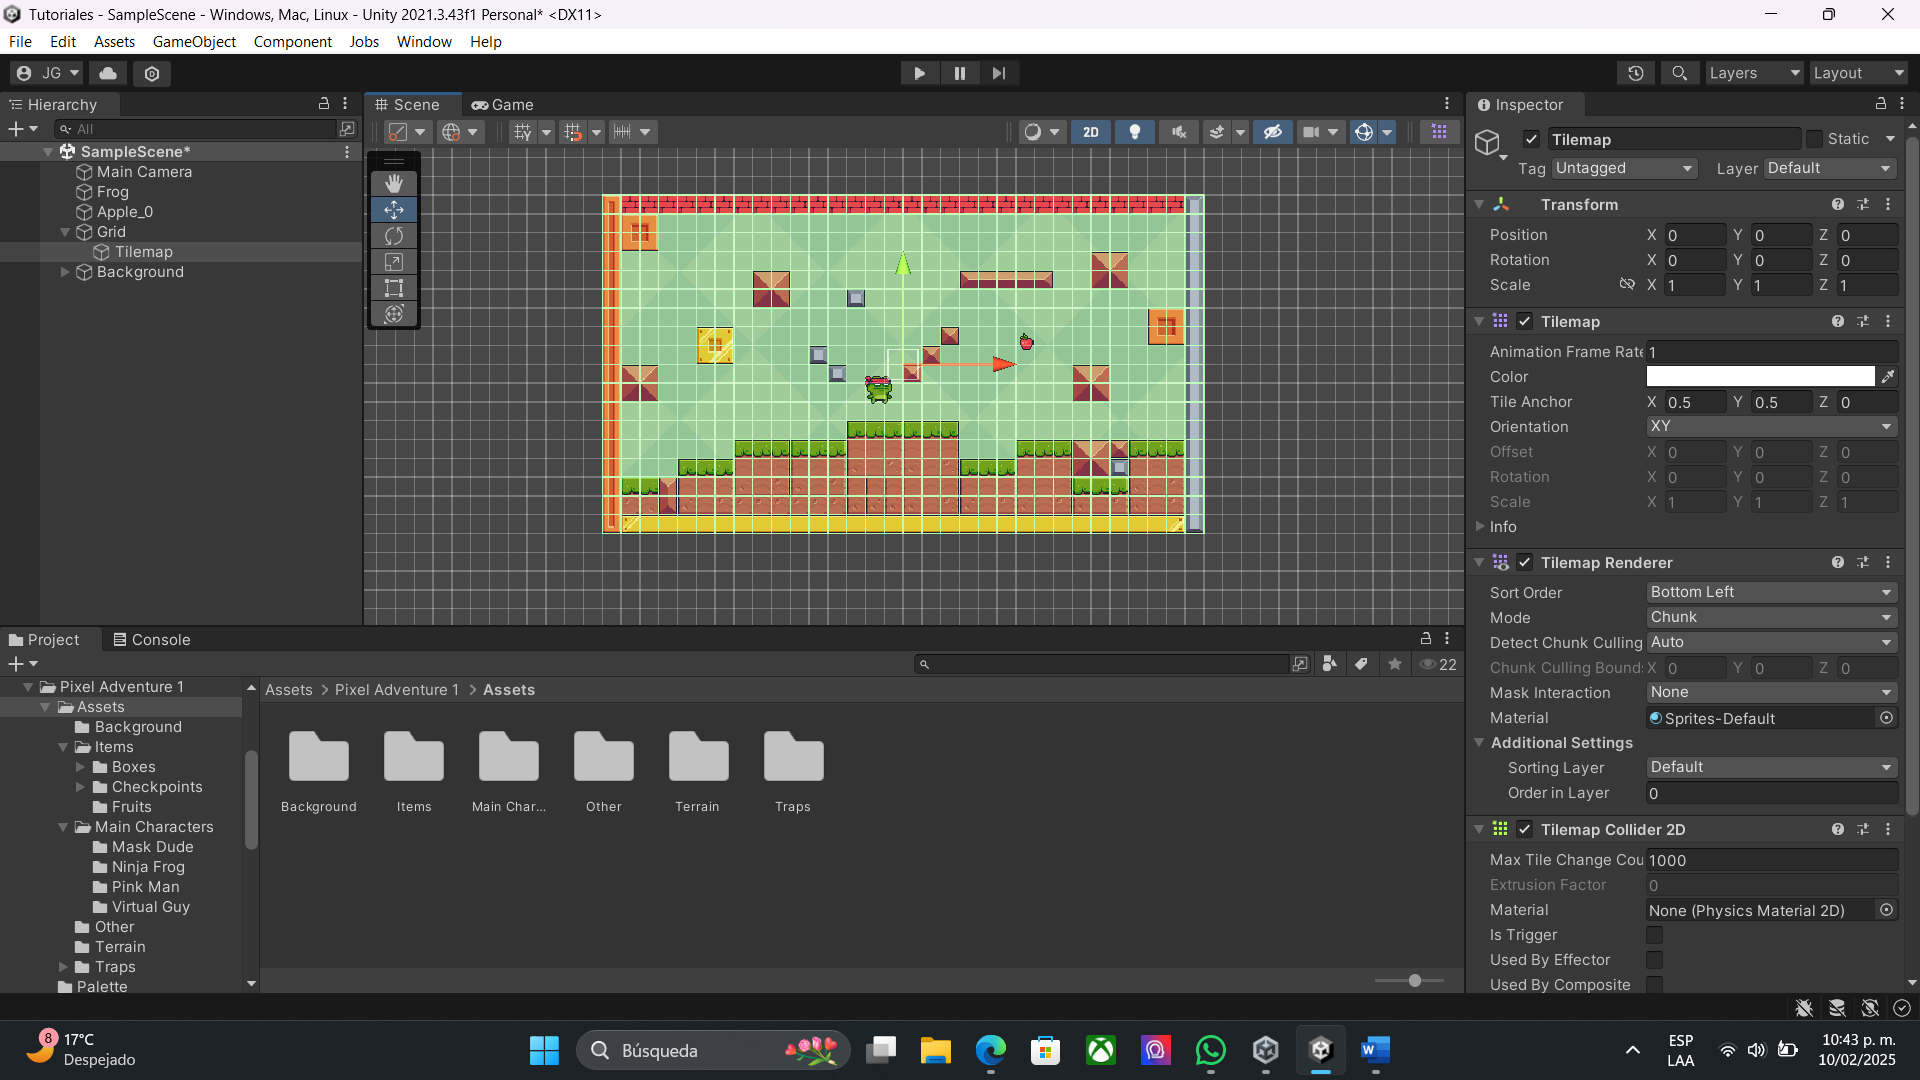 Tutoriales - SampleScene - Windows, Mac, Linux - Unity 2021.3.43f1 Personal* <DX11>
File Edit Assets GameObject Component Jobs Window Help
JG
Layers Layout
Hierarchy
All
SampleScene*
Main Camera
Frog
Apple_0
Grid
Tilemap
Background
Scene Game
2D
Inspector
Tilemap Static
Tag Untagged Layer Default
Transform
Position X 0 Y 0 Z 0
Rotation X 0 Y 0 Z 0
Scale X 1 Y 1 Z 1
Tilemap
Animation Frame Rate 1
Color
Tile Anchor X 0.5 Y 0.5 Z 0
Orientation XY
Offset X 0 Y 0 Z 0
Rotation X 0 Y 0 Z 0
Scale X 1 Y 1 Z 1
Info
Tilemap Renderer
Sort Order Bottom Left
Mode Chunk
Detect Chunk Culling Auto
Chunk Culling Bound: X 0 Y 0 Z 0
Mask Interaction None
Material Sprites-Default
Additional Settings
Sorting Layer Default
Order in Layer 0
Tilemap Collider 2D
Max Tile Change Cou 1000
Extrusion Factor 0
Material None (Physics Material 2D)
Is Trigger
Used By Effector
Used By Composite
Project Console
22
Pixel Adventure 1
Assets
Background
Items
Boxes
Checkpoints
Fruits
Main Characters
Mask Dude
Ninja Frog
Pink Man
Virtual Guy
Other
Terrain
Traps
Palette
Assets > Pixel Adventure 1 > Assets
Background Items Main Char... Other Terrain Traps
8
17°C
Despejado
Búsqueda
W
ESP
LAA
10:43 p. m.
10/02/2025